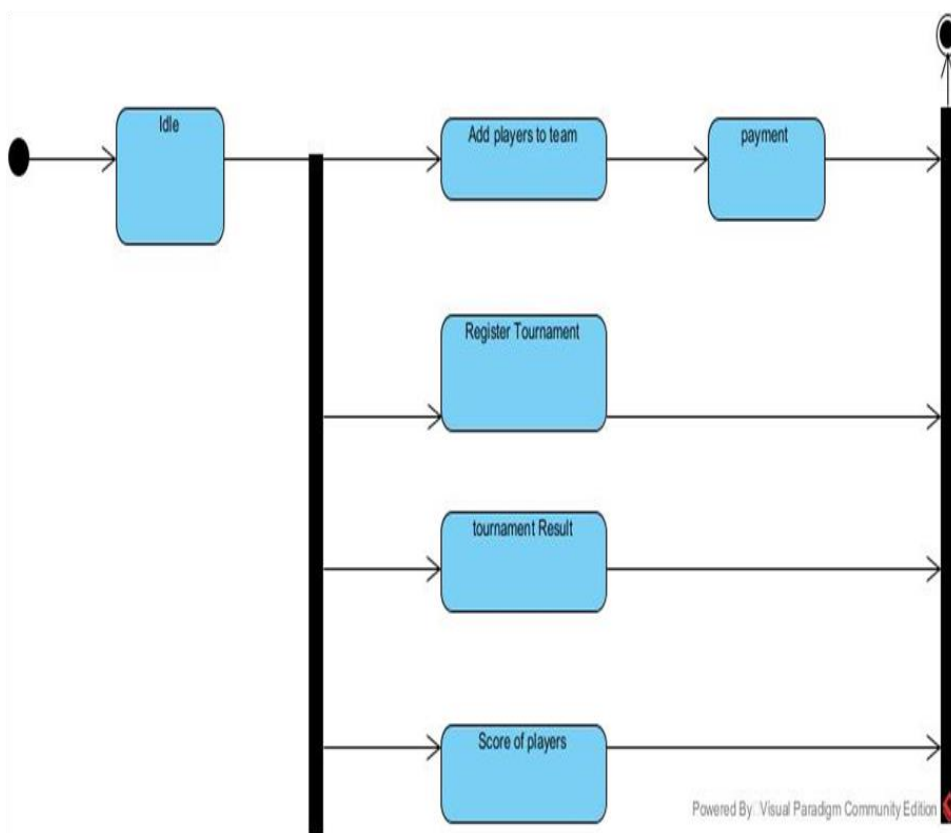 Idle
Add players to team
payment
Register Tournament
tournament Result
Score of players
Powered By: Visual Paradigm Community Edition